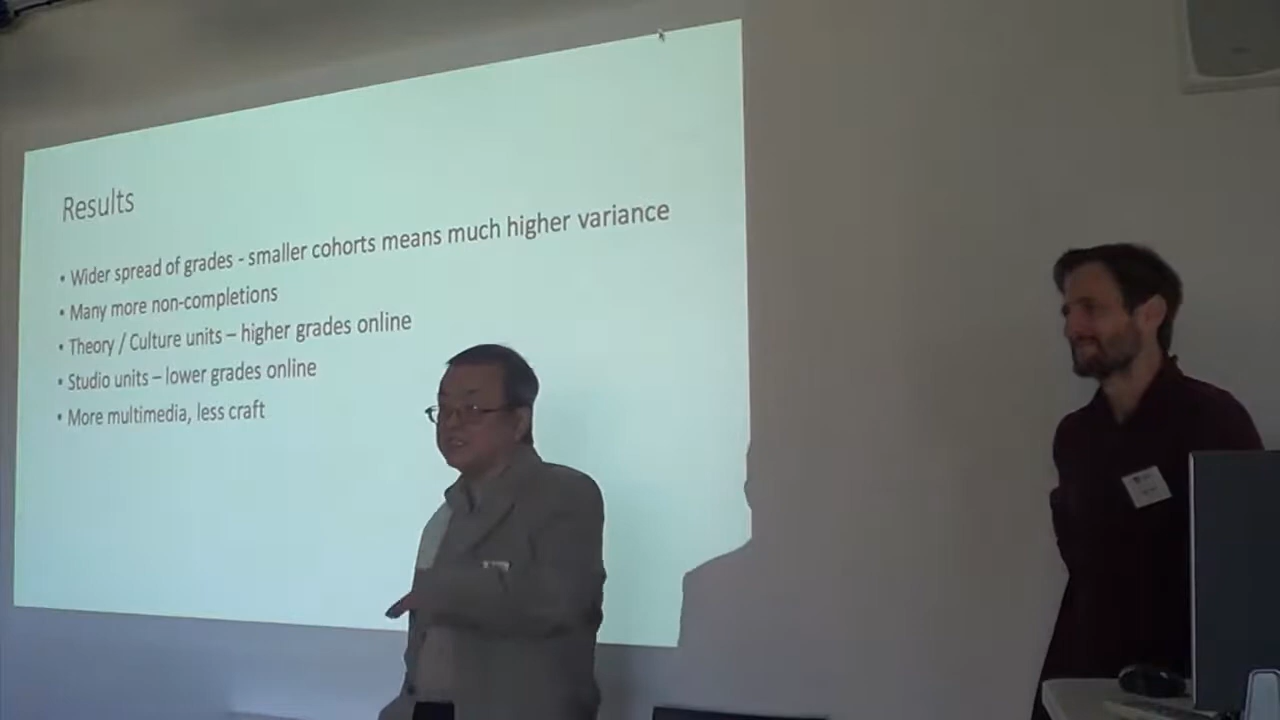 Results
• Wider spread of grades - smaller cohorts means much higher variance
• Many more non-completions
• Theory / Culture units – higher grades online
• Studio units – lower grades online
• More multimedia, less craft